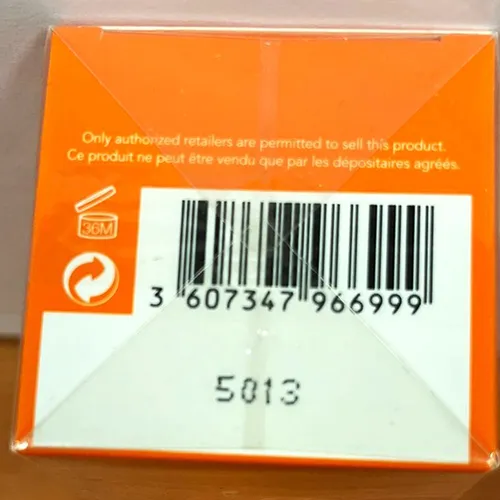 Only authorized retailers are permitted to sell this product.
Ce produit ne peut être vendu que par les dépositaires agréés.
36M
3 607347 966999
5013